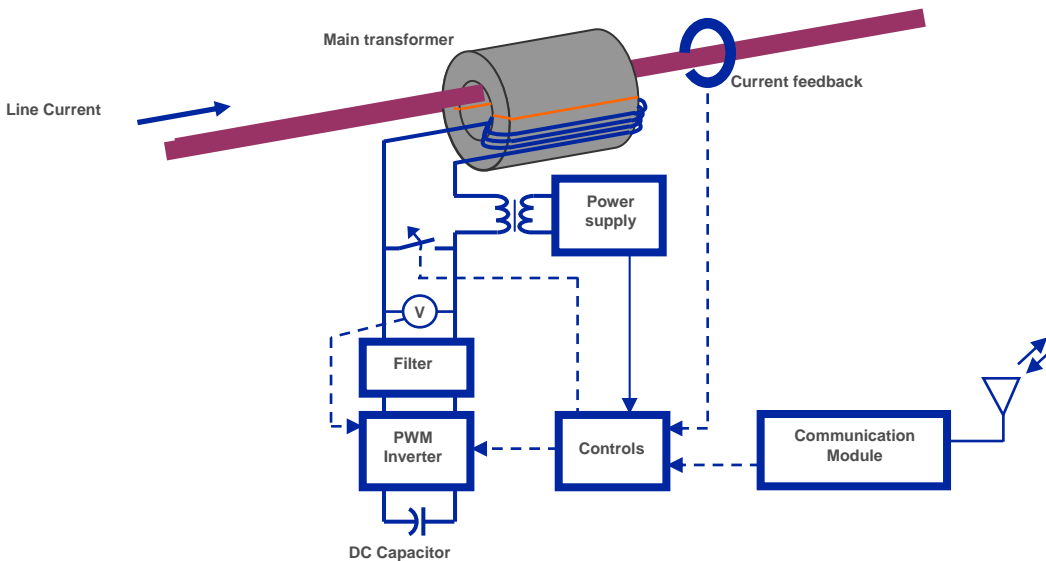 Main transformer
Line Current
Current feedback
Power
supply
V
Filter
PWM
Inverter
Controls
Communication
Module
DC Capacitor